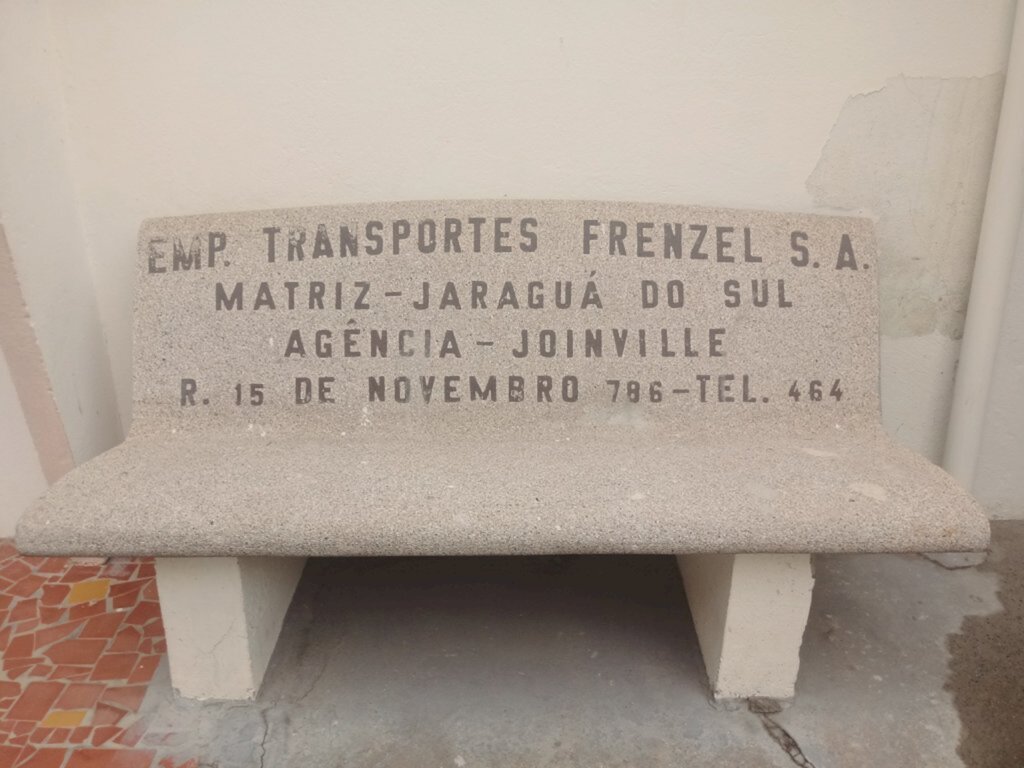 EMP. TRANSPORTES FRENZEL S. A.
MATRIZ - JARAGUÁ DO SUL
AGÊNCIA - JOINVILLE
R. 15 DE NOVEMBRO 786 - TEL. 464